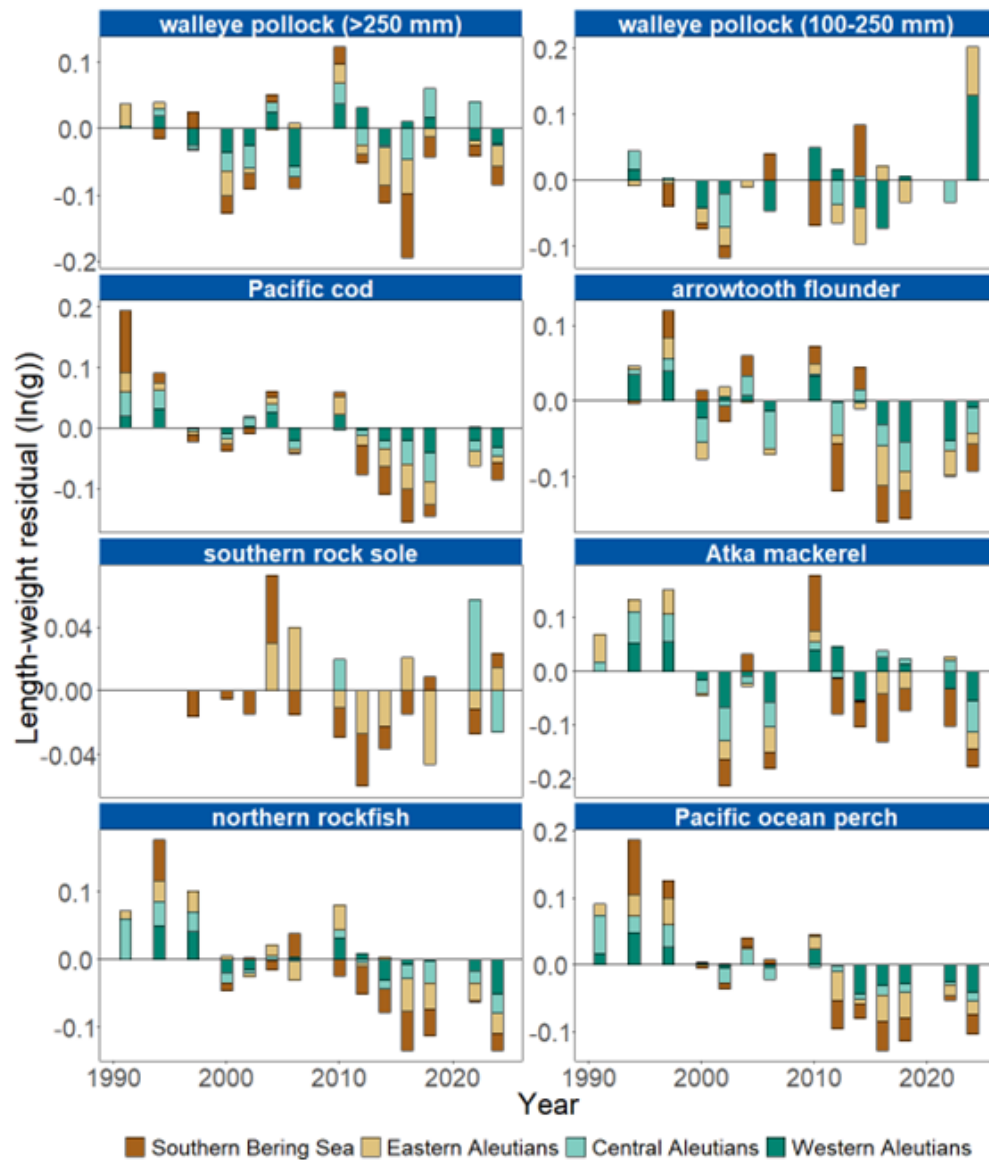 walleye pollock (>250 mm)
walleye pollock (100-250 mm)
0.1
0.0
-0.1
-0.2
0.2
0.1
0.0
-0.1
Pacific cod
arrowtooth flounder
0.2
0.1
0.0
-0.1
0.1
0.0
-0.1
southern rock sole
Atka mackerel
0.04
0.00
-0.04
0.1
0.0
-0.1
-0.2
northern rockfish
Pacific ocean perch
0.1
0.0
-0.1
0.2
0.1
0.0
-0.1
1990 2000 2010 2020
1990 2000 2010 2020
Length-weight residual (ln(g))
Year
Southern Bering Sea Eastern Aleutians Central Aleutians Western Aleutians